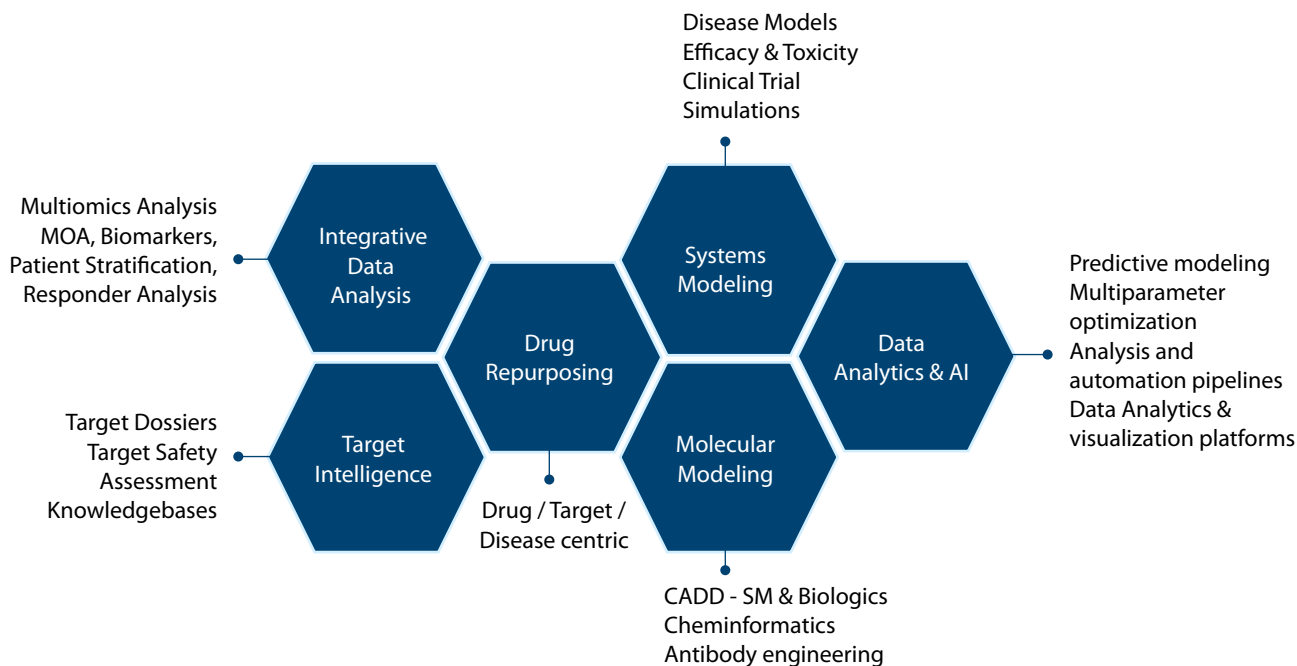 Disease Models
Efficacy & Toxicity
Clinical Trial
Simulations
Multiomics Analysis
MOA, Biomarkers,
Patient Stratification,
Responder Analysis
Integrative
Data
Analysis
Systems
Modeling
Predictive modeling
Multiparameter
optimization
Analysis and
automation pipelines
Data Analytics &
visualization platforms
Drug
Repurposing
Data
Analytics & AI
Target Dossiers
Target Safety
Assessment
Knowledgebases
Target
Intelligence
Molecular
Modeling
Drug / Target /
Disease centric
CADD - SM & Biologics
Cheminformatics
Antibody engineering